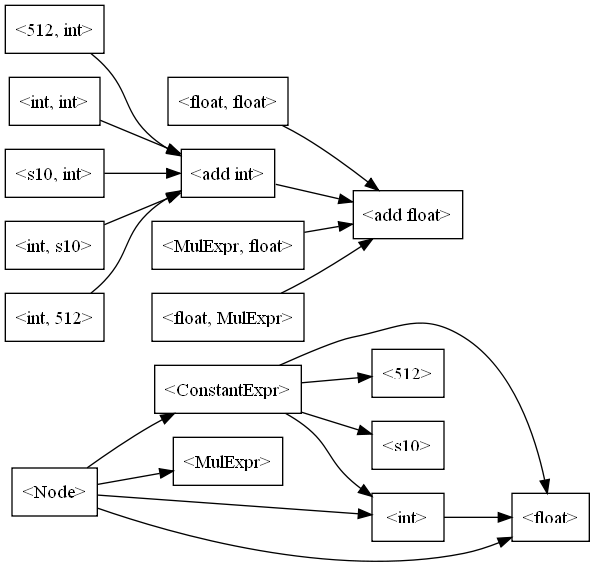 <512, int>
<int, int>
<float, float>
<s10, int>
<add int>
<add float>
<int, s10>
<MulExpr, float>
<int, 512>
<float, MulExpr>
<ConstantExpr>
<512>
<s10>
<MulExpr>
<Node>
<int>
<float>